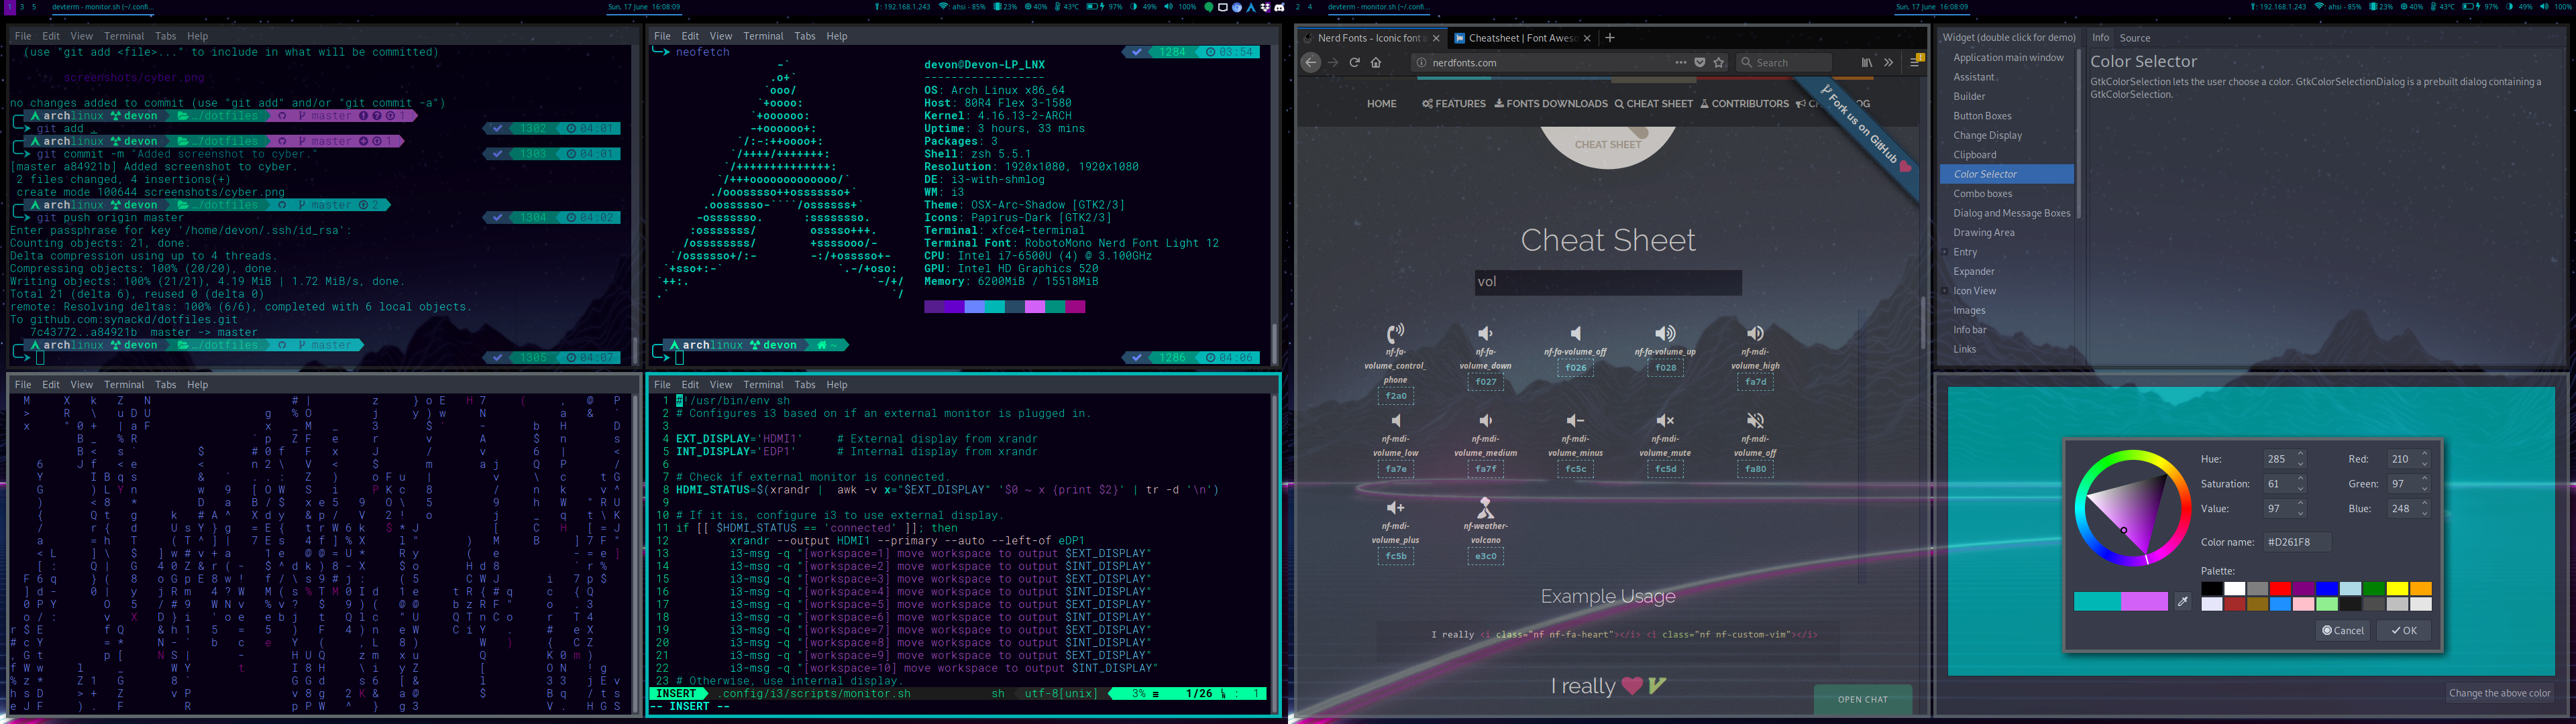 1 3 5 devterm - monitor.sh (~/.confi...
Sun, 17 June 16:08:09
: 192.168.1.243 : ahsi - 85% 23% 40% 43°C 97% 49% 100%
2 4 devterm - monitor.sh (~/.confi...
Sun, 17 June 16:08:09
: 192.168.1.243 : ahsi - 85% 23% 40% 43°C 97% 49% 100%
File Edit View Terminal Tabs Help
(use "git add <file>..." to include in what will be committed)
screenshots/cyber.png
no changes added to commit (use "git add" and/or "git commit -a")
archlinux devon …/dotfiles master 1
git add _ 1302 04:01
archlinux devon …/dotfiles master 1
git commit -m "Added screenshot to cyber." 1303 04:01
[master a84921b] Added screenshot to cyber.
2 files changed, 4 insertions(+)
create mode 100644 screenshots/cyber.png
archlinux devon …/dotfiles master 2
git push origin master 1304 04:02
Enter passphrase for key '/home/devon/.ssh/id_rsa':
Counting objects: 21, done.
Delta compression using up to 4 threads.
Compressing objects: 100% (20/20), done.
Writing objects: 100% (21/21), 4.19 MiB | 1.72 MiB/s, done.
Total 21 (delta 6), reused 0 (delta 0)
remote: Resolving deltas: 100% (6/6), completed with 6 local objects.
To github.com:synackd/dotfiles.git
7c43772..a84921b master -> master
archlinux devon …/dotfiles master
1305 04:07
File Edit View Terminal Tabs Help
neofetch 1284 03:54
devon@Devon-LP_LNX
------------------
OS: Arch Linux x86_64
Host: 80R4 Flex 3-1580
Kernel: 4.16.13-2-ARCH
Uptime: 3 hours, 33 mins
Packages: 3
Shell: zsh 5.5.1
Resolution: 1920x1080, 1920x1080
DE: i3-with-shmlog
WM: i3
Theme: OSX-Arc-Shadow [GTK2/3]
Icons: Papirus-Dark [GTK2/3]
Terminal: xfce4-terminal
Terminal Font: RobotoMono Nerd Font Light 12
CPU: Intel i7-6500U (4) @ 3.100GHz
GPU: Intel HD Graphics 520
Memory: 6200MiB / 15518MiB
archlinux devon ~
1286 04:06
File Edit View Terminal Tabs Help
File Edit View Terminal Tabs Help
1 #!/usr/bin/env sh
2 # Configures i3 based on if an external monitor is plugged in.
3
4 EXT_DISPLAY='HDMI1' # External display from xrandr
5 INT_DISPLAY='EDP1' # Internal display from xrandr
6
7 # Check if external monitor is connected.
8 HDMI_STATUS=$(xrandr | awk -v x="$EXT_DISPLAY" '$0 ~ x {print $2}' | tr -d '\n')
9
10 # If it is, configure i3 to use external display.
11 if [[ $HDMI_STATUS == 'connected' ]]; then
12 xrandr --output HDMI1 --primary --auto --left-of eDP1
13 i3-msg -q "[workspace=1] move workspace to output $EXT_DISPLAY"
14 i3-msg -q "[workspace=2] move workspace to output $INT_DISPLAY"
15 i3-msg -q "[workspace=3] move workspace to output $EXT_DISPLAY"
16 i3-msg -q "[workspace=4] move workspace to output $INT_DISPLAY"
17 i3-msg -q "[workspace=5] move workspace to output $EXT_DISPLAY"
18 i3-msg -q "[workspace=6] move workspace to output $INT_DISPLAY"
19 i3-msg -q "[workspace=7] move workspace to output $EXT_DISPLAY"
20 i3-msg -q "[workspace=8] move workspace to output $INT_DISPLAY"
21 i3-msg -q "[workspace=9] move workspace to output $EXT_DISPLAY"
22 i3-msg -q "[workspace=10] move workspace to output $INT_DISPLAY"
23 # Otherwise, use internal display.
INSERT .config/i3/scripts/monitor.sh sh utf-8[unix] 3% 1/26 : 1
-- INSERT --
Nerd Fonts - Iconic font a
Cheatsheet | Font Aweso
nerdfonts.com
Search
HOME FEATURES FONTS DOWNLOADS CHEAT SHEET CONTRIBUTORS
Fork us on GitHub
CHEAT SHEET
Cheat Sheet
vol
nf-fa-volume_control_phone f2a0
nf-fa-volume_down f027
nf-fa-volume_off f026
nf-fa-volume_up f028
nf-mdi-volume_high fa7d
nf-mdi-volume_low fa7e
nf-mdi-volume_medium fa7f
nf-mdi-volume_minus fc5c
nf-mdi-volume_mute fc5d
nf-mdi-volume_off fa80
nf-mdi-volume_plus fc5b
nf-weather-volcano e3c0
Example Usage
I really <i class="nf nf-fa-heart"></i> <i class="nf nf-custom-vim"></i>
I really
OPEN CHAT
Widget (double click for demo)
Application main window
Assistant
Builder
Button Boxes
Change Display
Clipboard
Color Selector
Combo boxes
Dialog and Message Boxes
Drawing Area
Entry
Expander
Icon View
Images
Info bar
Links
Info Source
Color Selector
GtkColorSelection lets the user choose a color. GtkColorSelectionDialog is a prebuilt dialog containing a
GtkColorSelection.
Hue: 285 Red: 210
Saturation: 61 Green: 97
Value: 97 Blue: 248
Color name: #D261F8
Palette:
Cancel OK
Change the above color